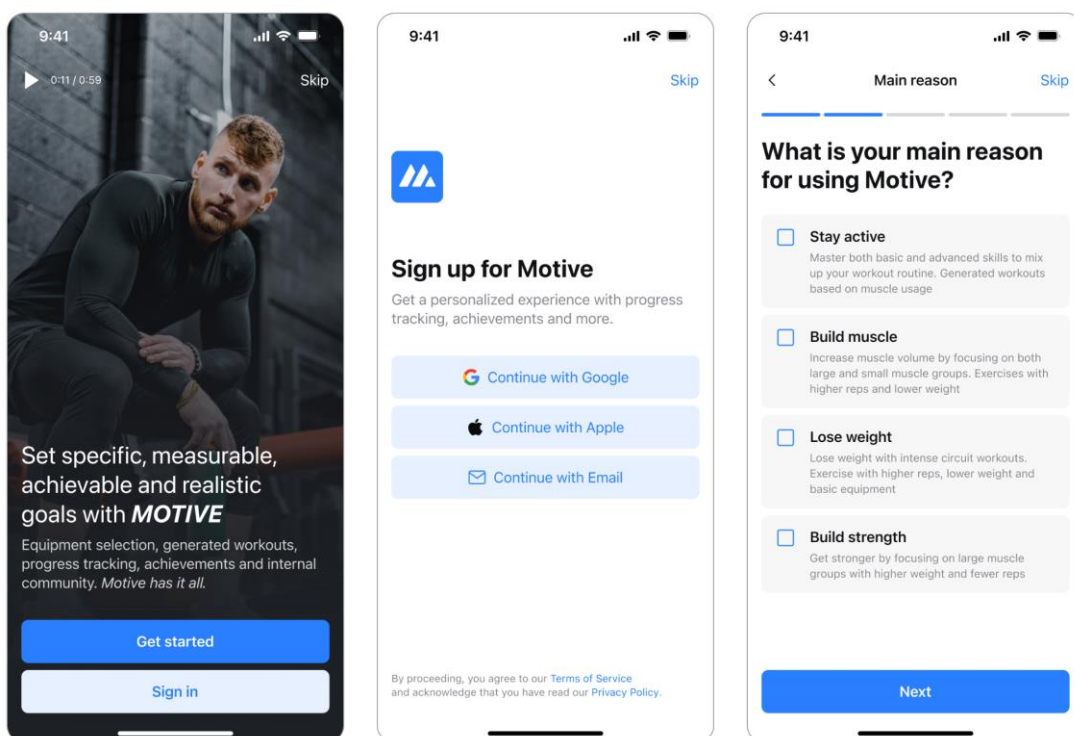 9:41
0:11 / 0:59
Skip
Set specific, measurable,
achievable and realistic
goals with MOTIVE
Equipment selection, generated workouts,
progress tracking, achievements and internal
community. Motive has it all.
Get started
Sign in
9:41
Skip
Sign up for Motive
Get a personalized experience with progress
tracking, achievements and more.
Continue with Google
Continue with Apple
Continue with Email
By proceeding, you agree to our Terms of Service
and acknowledge that you have read our Privacy Policy.
9:41
Main reason
Skip
What is your main reason
for using Motive?
Stay active
Master both basic and advanced skills to mix
up your workout routine. Generated workouts
based on muscle usage
Build muscle
Increase muscle volume by focusing on both
large and small muscle groups. Exercises with
higher reps and lower weight
Lose weight
Lose weight with intense circuit workouts.
Exercise with higher reps, lower weight and
basic equipment
Build strength
Get stronger by focusing on large muscle
groups with higher weight and fewer reps
Next